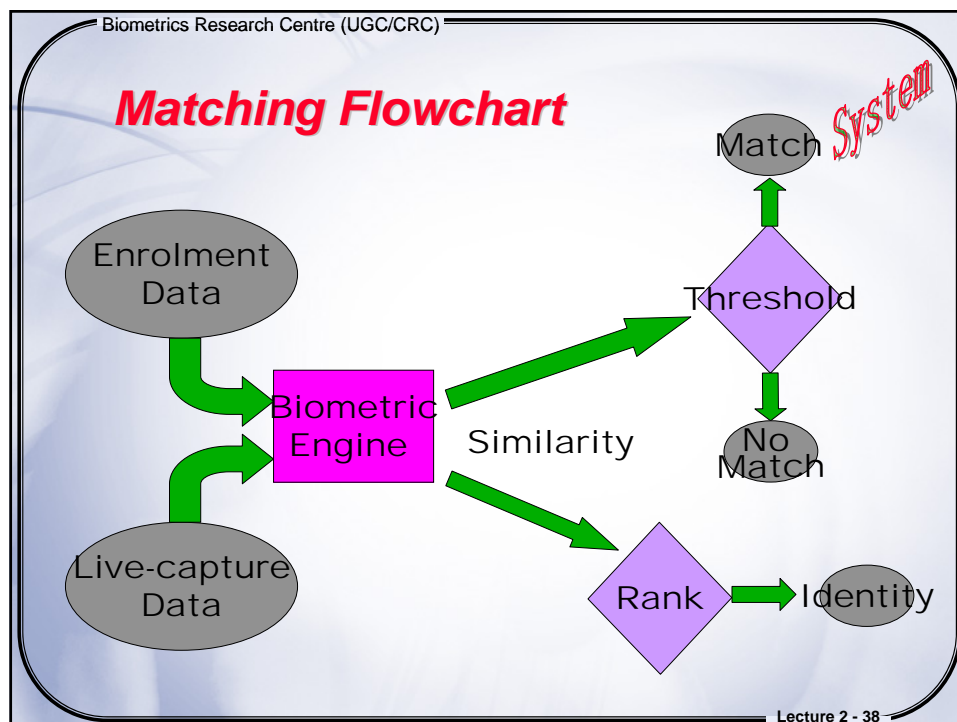 Biometrics Research Centre (UGC/CRC)
Matching Flowchart
System
Match
Enrolment
Data
Threshold
Biometric
Engine
Similarity
No
Match
Live-capture
Data
Rank
Identity
Lecture 2 - 38